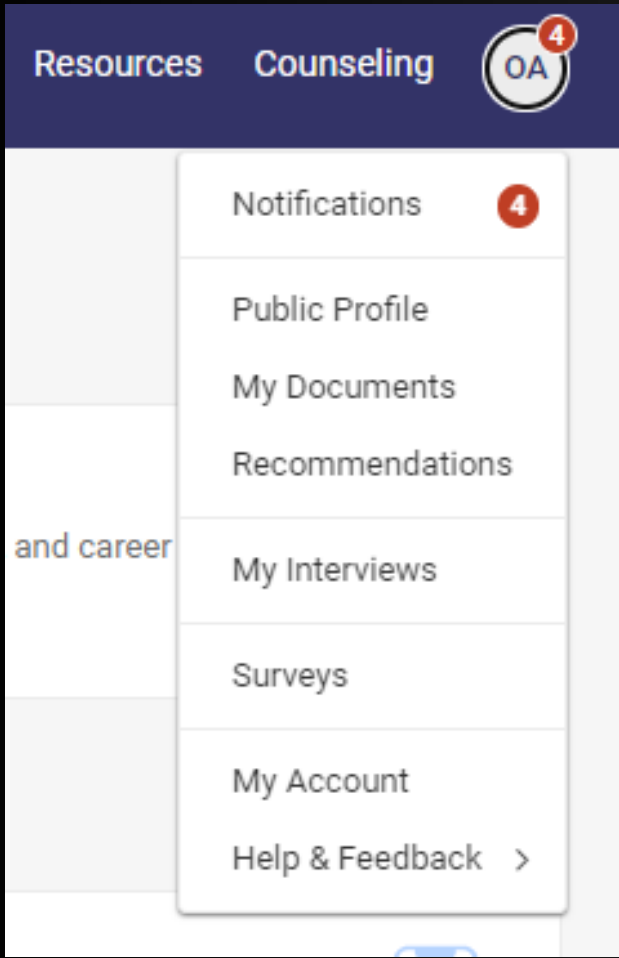 Resources Counseling OA 4
Notifications 4
Public Profile
My Documents
Recommendations
and career
My Interviews
Surveys
My Account
Help & Feedback >